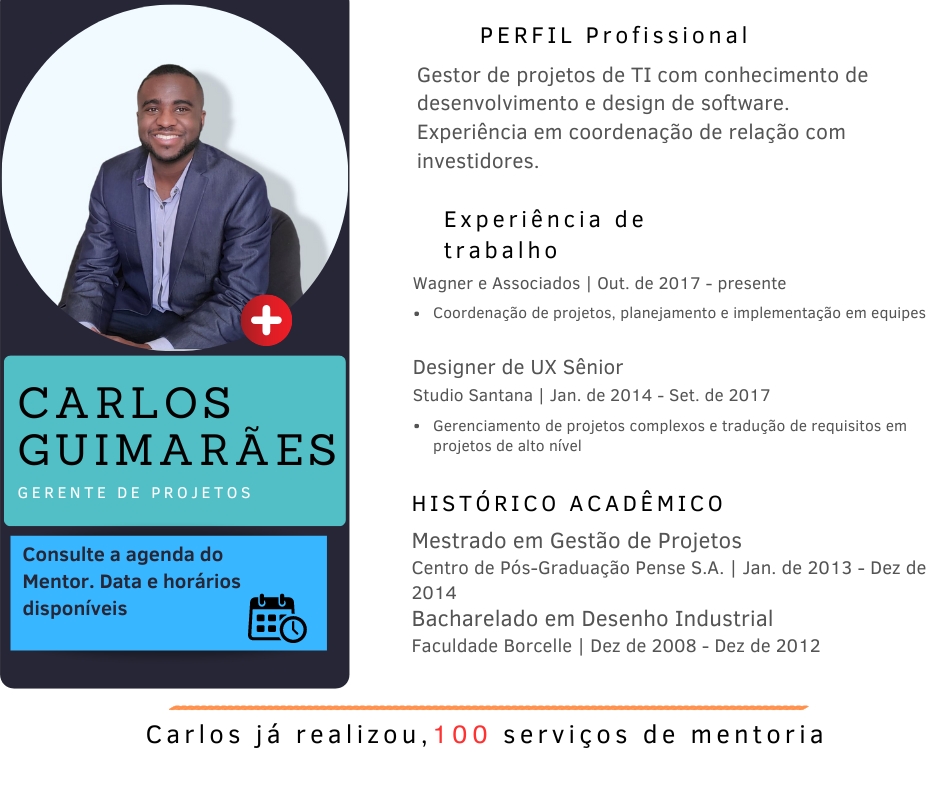 CARLOS
GUIMARÃES
GERENTE DE PROJETOS
Consulte a agenda do
Mentor. Data e horários
disponíveis
PERFIL Profissional
Gestor de projetos de TI com conhecimento de
desenvolvimento e design de software.
Experiência em coordenação de relação com
investidores.
Experiência de
trabalho
Wagner e Associados | Out. de 2017 - presente
• Coordenação de projetos, planejamento e implementação em equipes
Designer de UX Sênior
Studio Santana | Jan. de 2014 - Set. de 2017
• Gerenciamento de projetos complexos e tradução de requisitos em
projetos de alto nível
HISTÓRICO ACADÊMICO
Mestrado em Gestão de Projetos
Centro de Pós-Graduação Pense S.A. | Jan. de 2013 - Dez de
2014
Bacharelado em Desenho Industrial
Faculdade Borcelle | Dez de 2008 - Dez de 2012
Carlos já realizou,100 serviços de mentoria